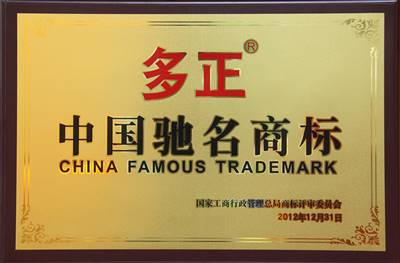 多正®
中国驰名商标
CHINA FAMOUS TRADEMARK
国家工商行政管理总局商标评审委员会
2012年12月31日